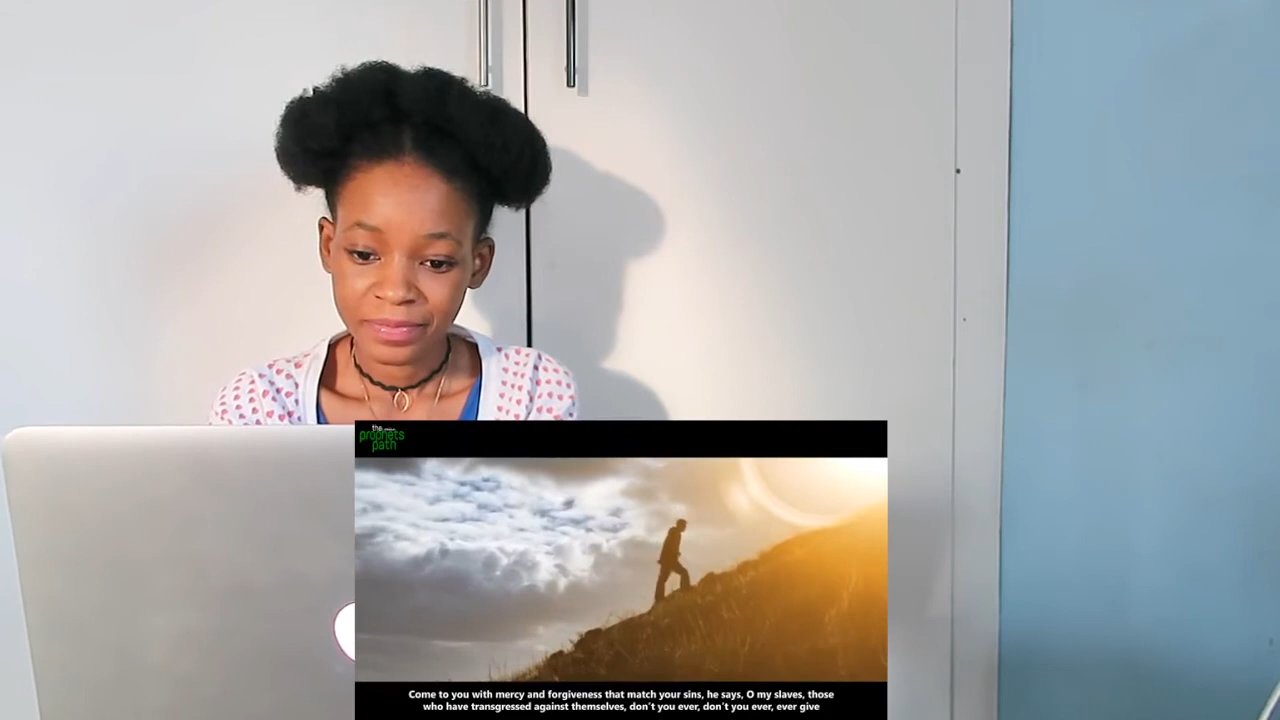 the
prophets
path
Come to you with mercy and forgiveness that match your sins, he says, O my slaves, those
who have transgressed against themselves, don't you ever, don't you ever, ever give